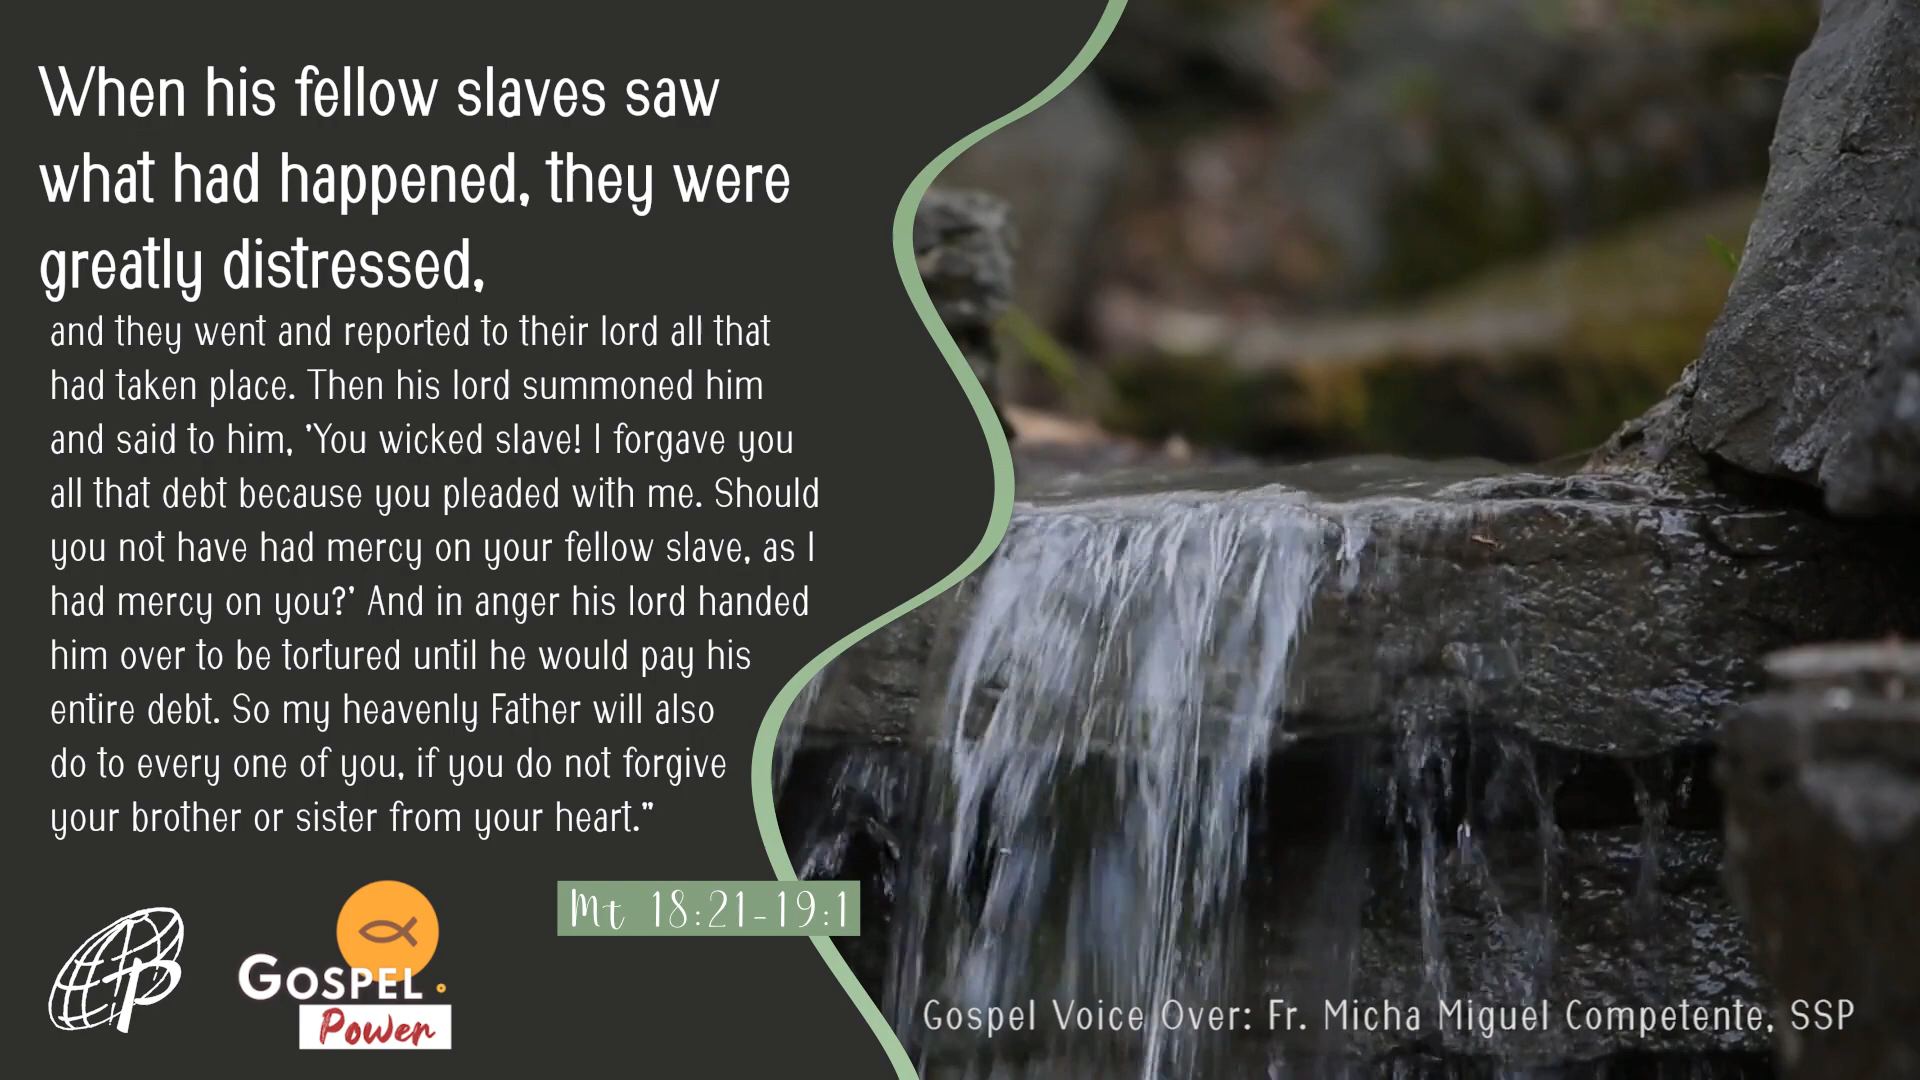 When his fellow slaves saw
what had happened, they were
greatly distressed,
and they went and reported to their lord all that
had taken place. Then his lord summoned him
and said to him, 'You wicked slave! I forgave you
all that debt because you pleaded with me. Should
you not have had mercy on your fellow slave, as I
had mercy on you?' And in anger his lord handed
him over to be tortured until he would pay his
entire debt. So my heavenly Father will also
do to every one of you, if you do not forgive
your brother or sister from your heart."
Mt 18:21-19:1
GOSPEL
Power
Gospel Voice Over: Fr. Micha Miguel Competente, SSP